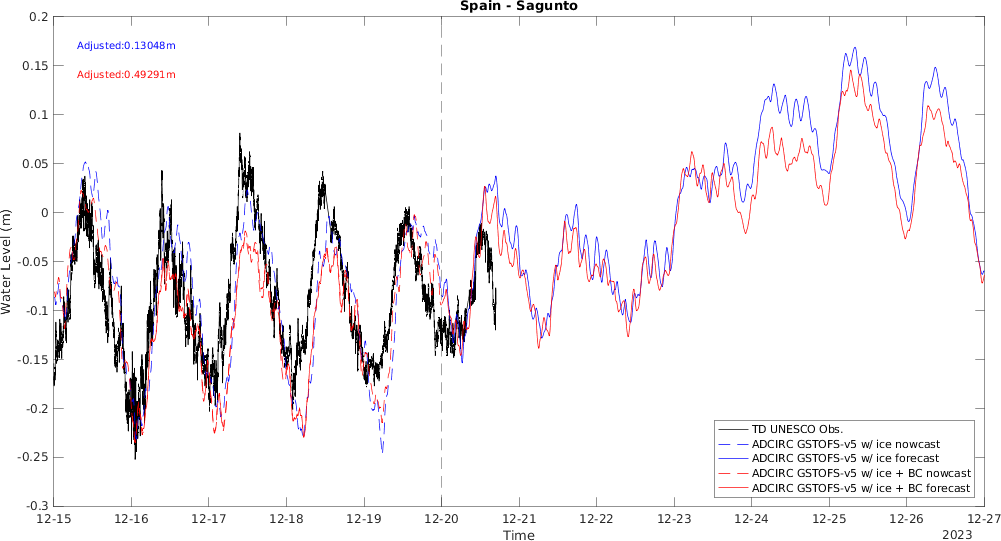 Spain - Sagunto
Adjusted:0.13048m
Adjusted:0.49291m
Water Level (m)
0.2
0.15
0.1
0.05
0
-0.05
-0.1
-0.15
-0.2
-0.25
-0.3
TD UNESCO Obs.
ADCIRC GSTOFS-v5 w/ ice nowcast
ADCIRC GSTOFS-v5 w/ ice forecast
ADCIRC GSTOFS-v5 w/ ice + BC nowcast
ADCIRC GSTOFS-v5 w/ ice + BC forecast
12-15 12-16 12-17 12-18 12-19 12-20 12-21 12-22 12-23 12-24 12-25 12-26 12-27
Time
2023